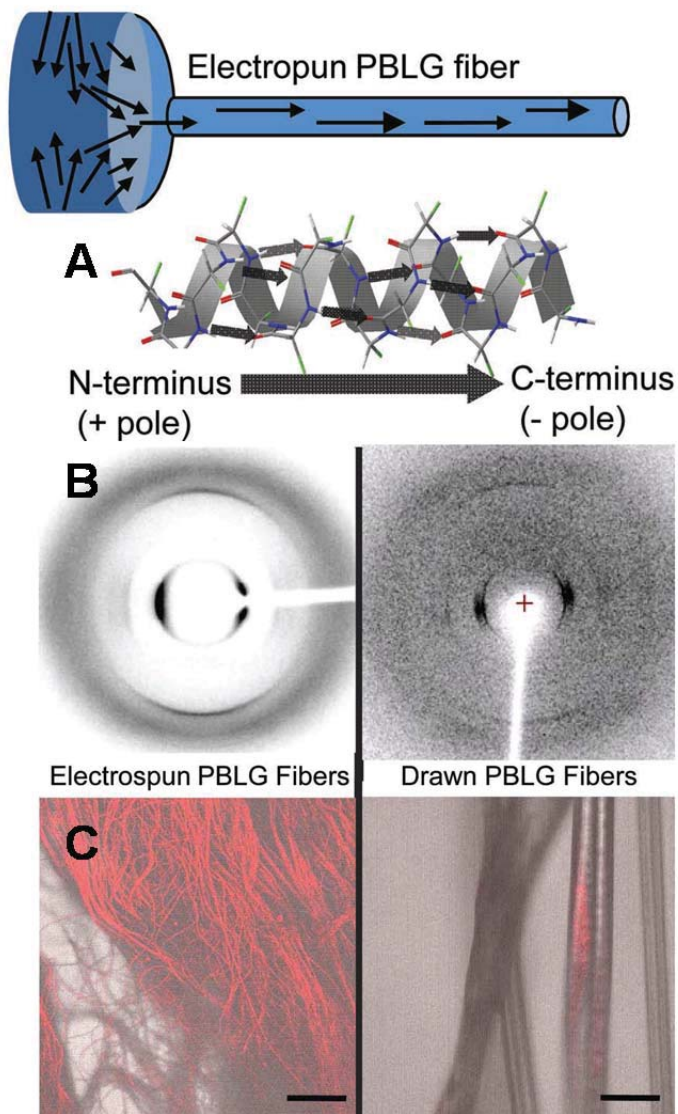 Electropun PBLG fiber
A
N-terminus
(+ pole)
C-terminus
(- pole)
B
Electrospun PBLG Fibers
Drawn PBLG Fibers
C